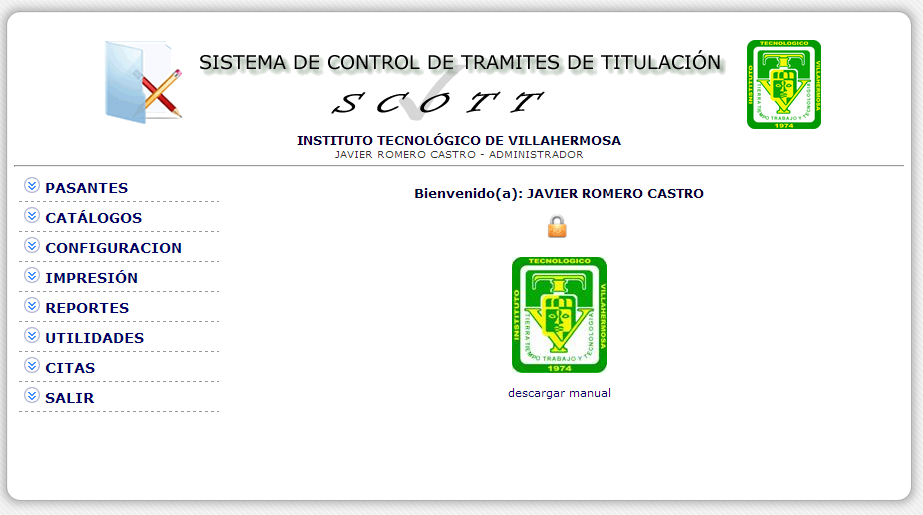 SISTEMA DE CONTROL DE TRAMITES DE TITULACIÓN
SCOTT
INSTITUTO TECNOLÓGICO DE VILLAHERMOSA
JAVIER ROMERO CASTRO - ADMINISTRADOR
TECNOLOGICO
INSTITUTO
VILLAHERMOSA
TIERRA TIEMPO TRABAJO Y TECNOLOGIA
1974
PASANTES
CATÁLOGOS
CONFIGURACION
IMPRESIÓN
REPORTES
UTILIDADES
CITAS
SALIR
Bienvenido(a): JAVIER ROMERO CASTRO
TECNOLOGICO
INSTITUTO
VILLAHERMOSA
TIERRA TIEMPO TRABAJO Y TECNOLOGIA
1974
descargar manual